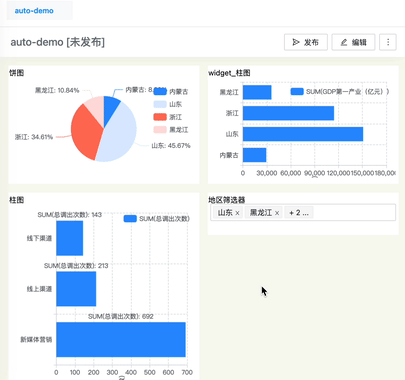 auto-demo
auto-demo [未发布]
发布
编辑
饼图
黑龙江: 10.84%
内蒙古: 8.
浙江: 34.61%
山东: 45.67%
内蒙古
山东
浙江
黑龙江
widget_柱图
SUM(GDP第一产业（亿元）)
黑龙江
浙江
山东
内蒙古
0 30,000 60,000 90,000 120,000 150,000 180,000
柱图
SUM(总调出次数)
SUM(总调出次数): 143
线下渠道
SUM(总调出次数): 213
线上渠道
SUM(总调出次数): 692
新媒体营销
0 100 200 300 400 500 600 700
地区筛选器
山东 x 黑龙江 x + 2 ...